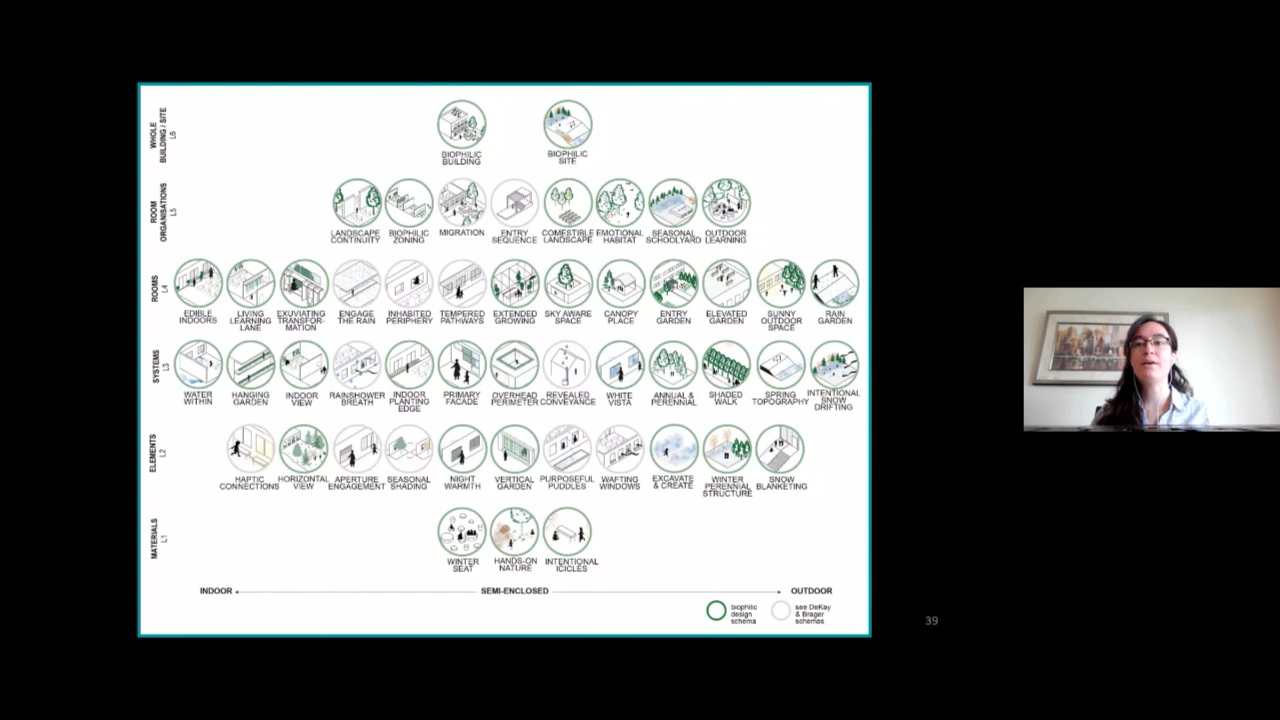 WHOLE
BUILDING / SITE
L6
BIOPHILIC
BUILDING
BIOPHILIC
SITE
ROOM
ORGANISATIONS
L5
LANDSCAPE
CONTINUITY
BIOPHILIC
ZONING
MIGRATION
ENTRY
SEQUENCE
COMESTIBLE
LANDSCAPE
EMOTIONAL
HABITAT
SEASONAL
SCHOOLYARD
OUTDOOR
LEARNING
ROOMS
L4
EDIBLE
INDOORS
LIVING
LEARNING
LANE
EXUVIATING
TRANSFOR-
MATION
ENGAGE
THE RAIN
INHABITED
PERIPHERY
TEMPERED
PATHWAYS
EXTENDED
GROWING
SKY AWARE
SPACE
CANOPY
PLACE
ENTRY
GARDEN
ELEVATED
GARDEN
SUNNY
OUTDOOR
SPACE
RAIN
GARDEN
SYSTEMS
L3
WATER
WITHIN
HANGING
GARDEN
INDOOR
VIEW
RAINSHOWER
BREATH
INDOOR
PLANTING
EDGE
PRIMARY
FACADE
OVERHEAD
PERIMETER
REVEALED
CONVEYANCE
WHITE
VISTA
ANNUAL &
PERENNIAL
SHADED
WALK
SPRING
TOPOGRAPHY
INTENTIONAL
SNOW
DRIFTING
ELEMENTS
L2
HAPTIC
CONNECTIONS
HORIZONTAL
VIEW
APERTURE
ENGAGEMENT
SEASONAL
SHADING
NIGHT
WARMTH
VERTICAL
GARDEN
PURPOSEFUL
PUDDLES
WAFTING
WINDOWS
EXCAVATE
& CREATE
WINTER
PERENNIAL
STRUCTURE
SNOW
BLANKETING
MATERIALS
L1
WINTER
SEAT
HANDS-ON
NATURE
INTENTIONAL
ICICLES
INDOOR
SEMI-ENCLOSED
OUTDOOR
biophilic
design
schema
see DeKay
& Brager
schemas
39